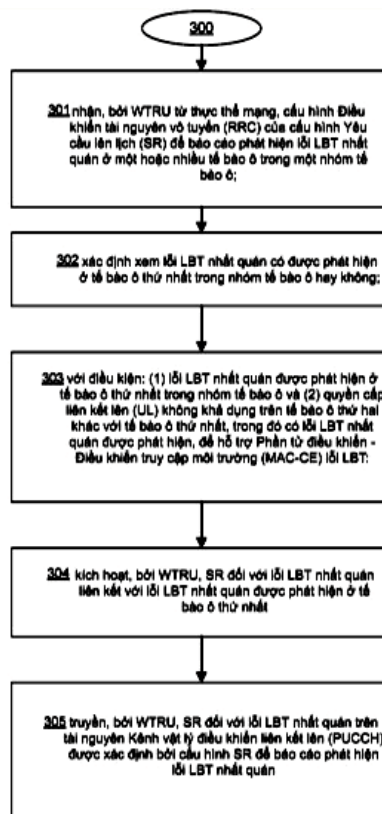 300
301 nhận, bởi WTRU từ thực thể mạng, cấu hình Điều
khiển tài nguyên vô tuyến (RRC) của cấu hình Yêu
cầu lên lịch (SR) để báo cáo phát hiện lỗi LBT nhất
quán ở một hoặc nhiều tế bào ô trong một nhóm tế
bào ô;
302 xác định xem lỗi LBT nhất quán có được phát hiện
ở tế bào ô thứ nhất trong nhóm tế bào ô hay không;
303 với điều kiện: (1) lỗi LBT nhất quán được phát hiện ở
tế bào ô thứ nhất trong nhóm tế bào ô và (2) quyền cấp
liên kết lên (UL) không khả dụng trên tế bào ô thứ hai
khác với tế bào ô thứ nhất, trong đó có lỗi LBT nhất
quán được phát hiện, để hỗ trợ Phần tử điều khiển -
Điều khiển truy cập môi trường (MAC-CE) lỗi LBT:
304 kích hoạt, bởi WTRU, SR đối với lỗi LBT nhất quán
liên kết với lỗi LBT nhất quán được phát hiện ở tế
bào ô thứ nhất
305 truyền, bởi WTRU, SR đối với lỗi LBT nhất quán trên
tài nguyên Kênh vật lý điều khiển liên kết lên (PUCCH)
được xác định bởi cấu hình SR để báo cáo phát hiện
lỗi LBT nhất quán